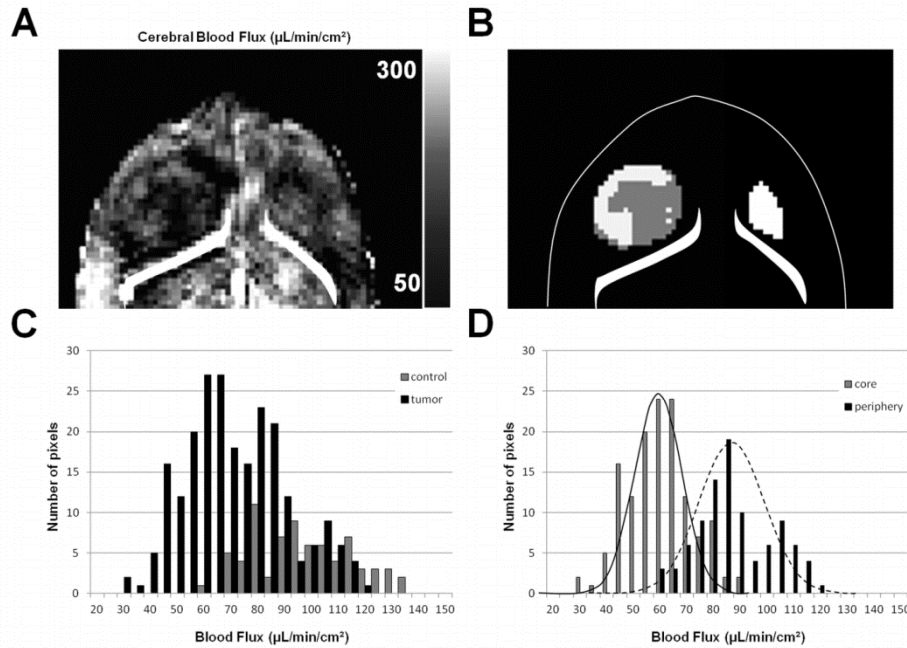 A
Cerebral Blood Flux (µL/min/cm²)
300
50
B
C
30
25
20
15
10
5
0
Number of pixels
control
tumor
20 30 40 50 60 70 80 90 100 110 120 130 140 150
Blood Flux (µL/min/cm²)
D
30
25
20
15
10
5
0
Number of pixels
core
periphery
20 30 40 50 60 70 80 90 100 110 120 130 140 150
Blood Flux (µL/min/cm²)